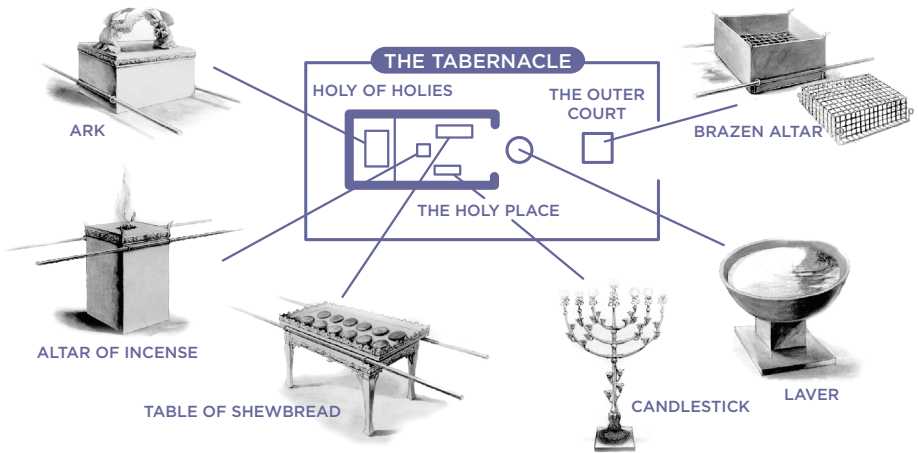 THE TABERNACLE
HOLY OF HOLIES
THE OUTER
COURT
ARK
BRAZEN ALTAR
THE HOLY PLACE
ALTAR OF INCENSE
TABLE OF SHEWBREAD
CANDLESTICK
LAVER